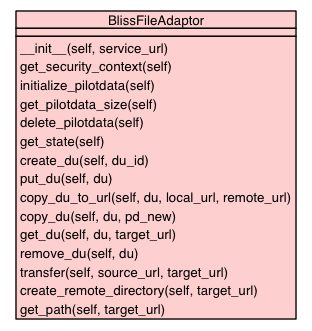 BlissFileAdaptor
__init__(self, service_url)
get_security_context(self)
initialize_pilotdata(self)
get_pilotdata_size(self)
delete_pilotdata(self)
get_state(self)
create_du(self, du_id)
put_du(self, du)
copy_du_to_url(self, du, local_url, remote_url)
copy_du(self, du, pd_new)
get_du(self, du, target_url)
remove_du(self, du)
transfer(self, source_url, target_url)
create_remote_directory(self, target_url)
get_path(self, target_url)